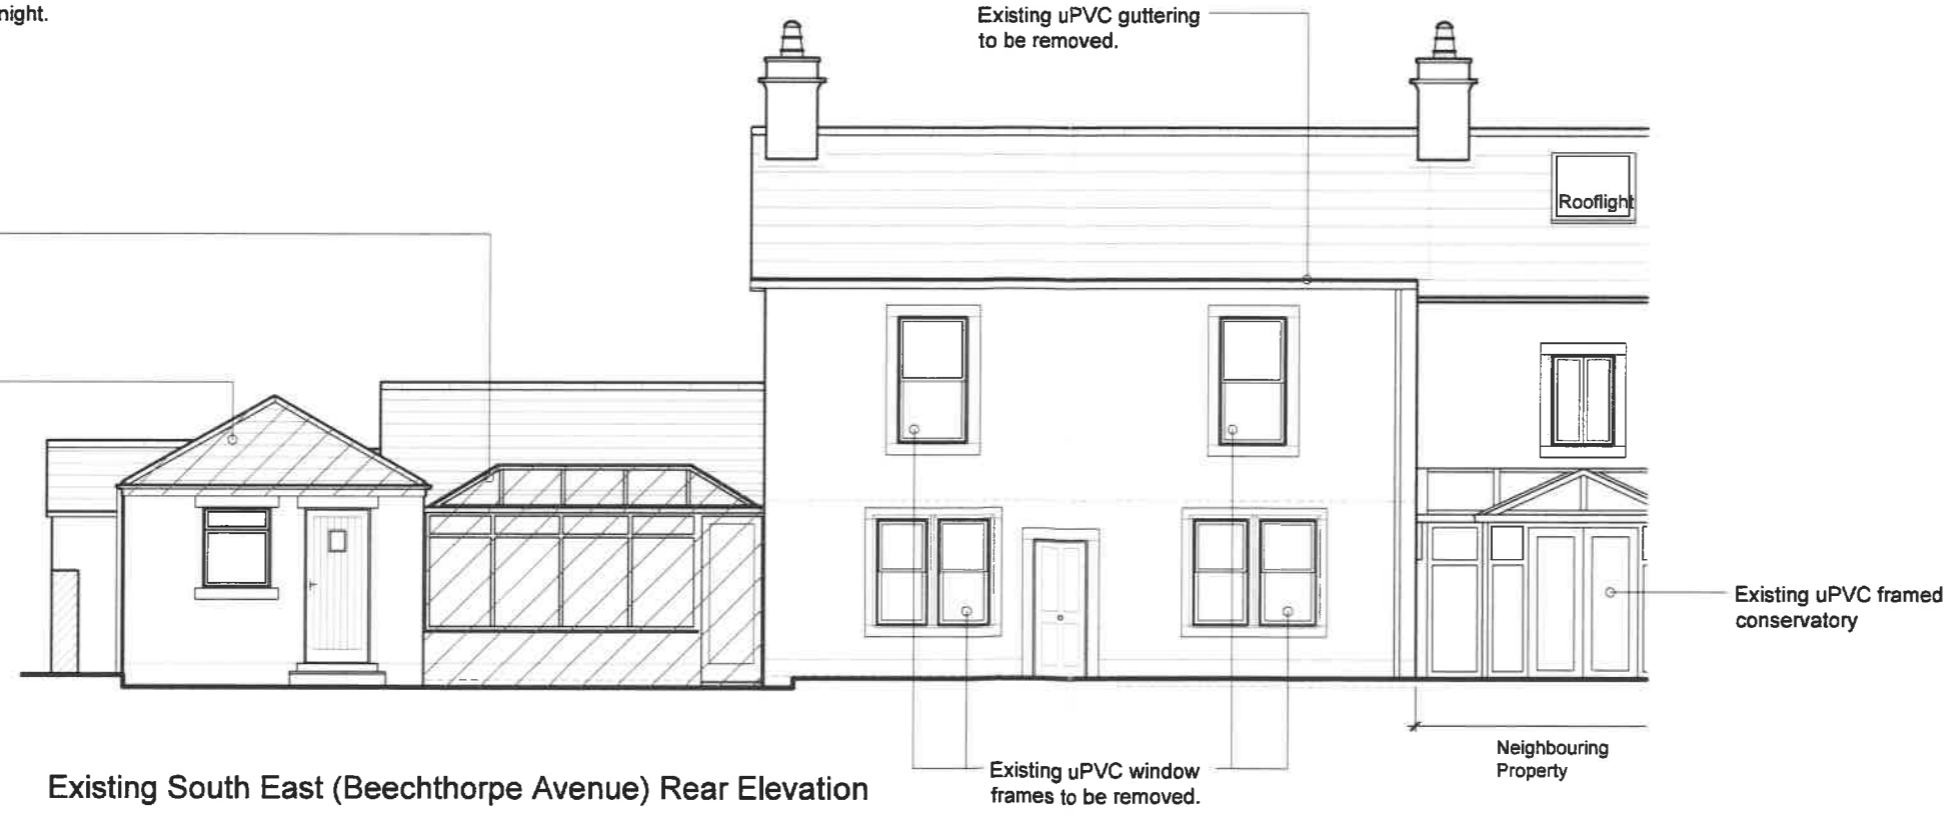 night.
Existing uPVC guttering
to be removed.
Rooflight
Existing uPVC framed
conservatory
Neighbouring
Property
Existing uPVC window
frames to be removed.
Existing South East (Beechthorpe Avenue) Rear Elevation